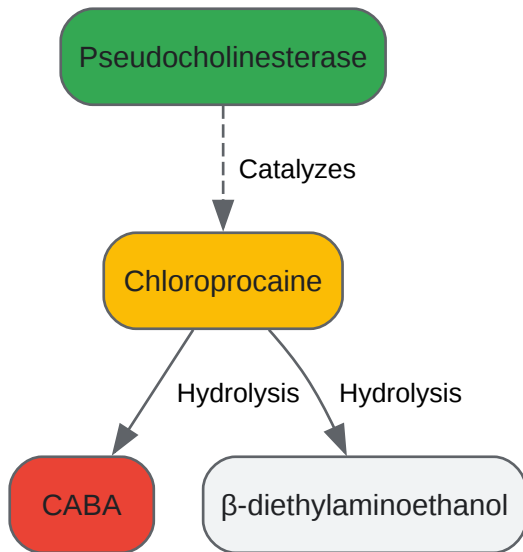 Pseudocholinesterase
Catalyzes
Chloroprocaine
Hydrolysis
Hydrolysis
CABA
β-diethylaminoethanol